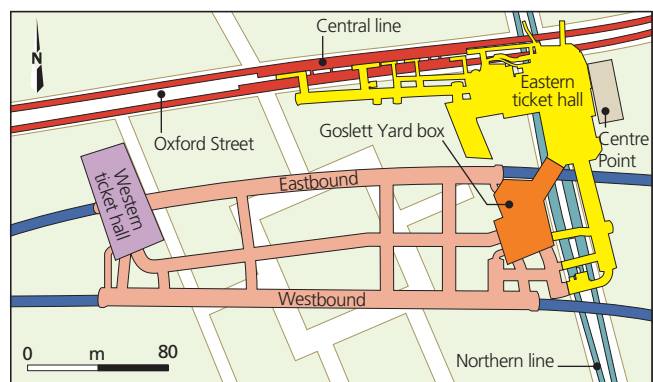 Central line
N
Eastern
ticket hall
Oxford Street
Goslett Yard box
Centre
Point
Western
ticket hall
Eastbound
Westbound
0 m 80
Northern line